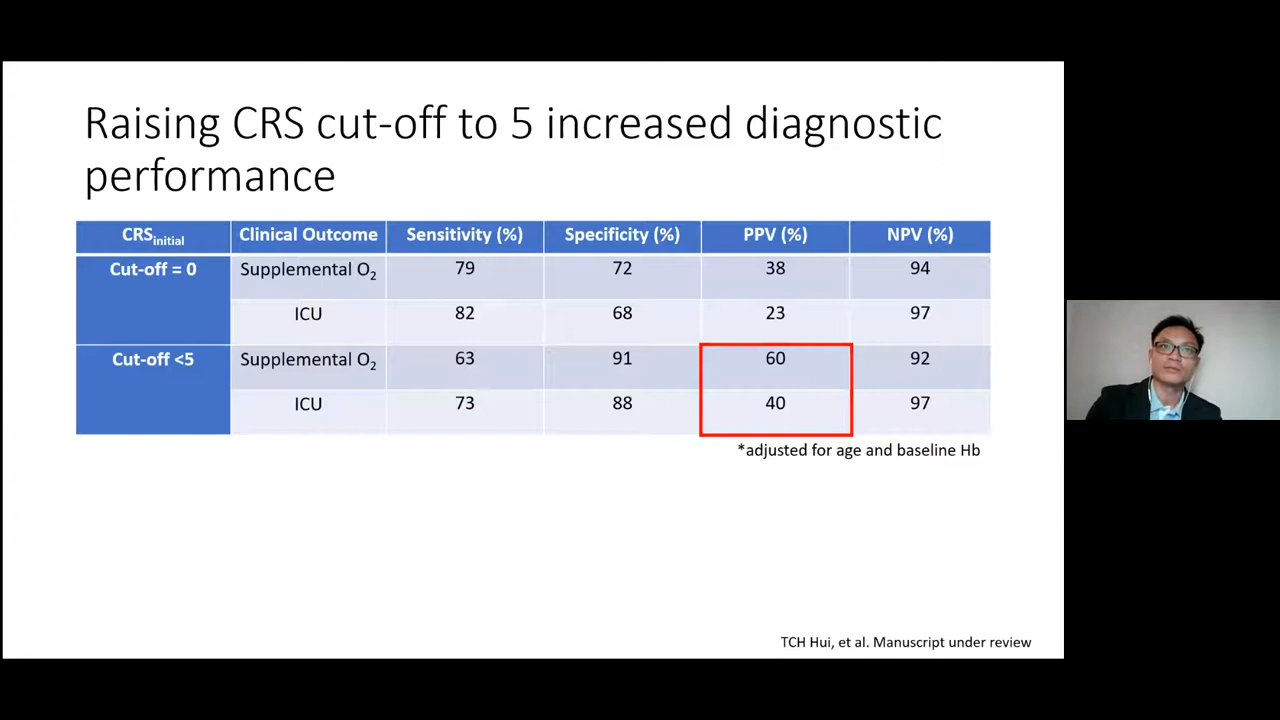 Raising CRS cut-off to 5 increased diagnostic
performance
CRSinitial Clinical Outcome Sensitivity (%) Specificity (%) PPV (%) NPV (%)
Cut-off = 0 Supplemental O2 79 72 38 94
ICU 82 68 23 97
Cut-off <5 Supplemental O2 63 91 60 92
ICU 73 88 40 97
*adjusted for age and baseline Hb
TCH Hui, et al. Manuscript under review